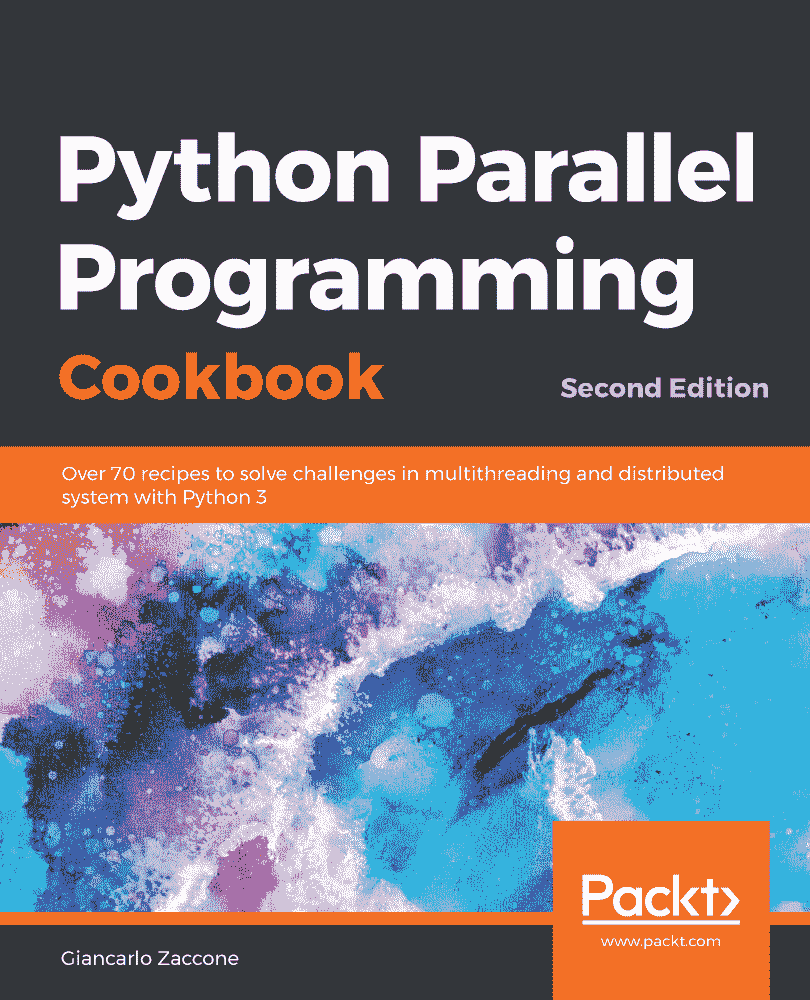 Python Parallel
Programming
Cookbook
Second Edition
Over 70 recipes to solve challenges in multithreading and distributed
system with Python 3
Packt>
www.packt.com
Giancarlo Zaccone